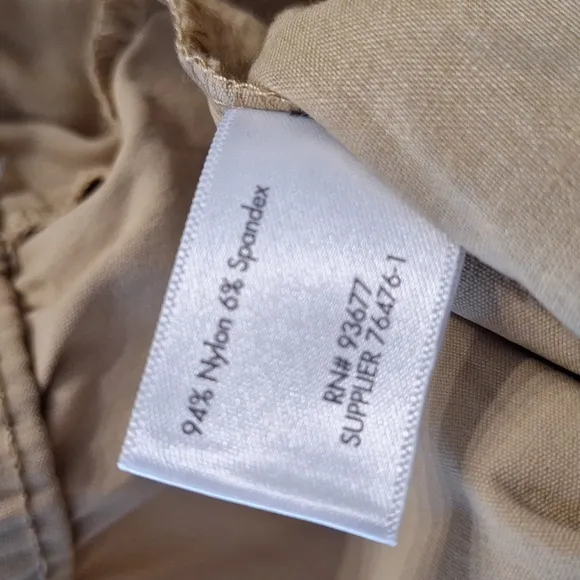 94% Nylon 6% Spandex
RN# 93677
SUPPLIER 76476-1